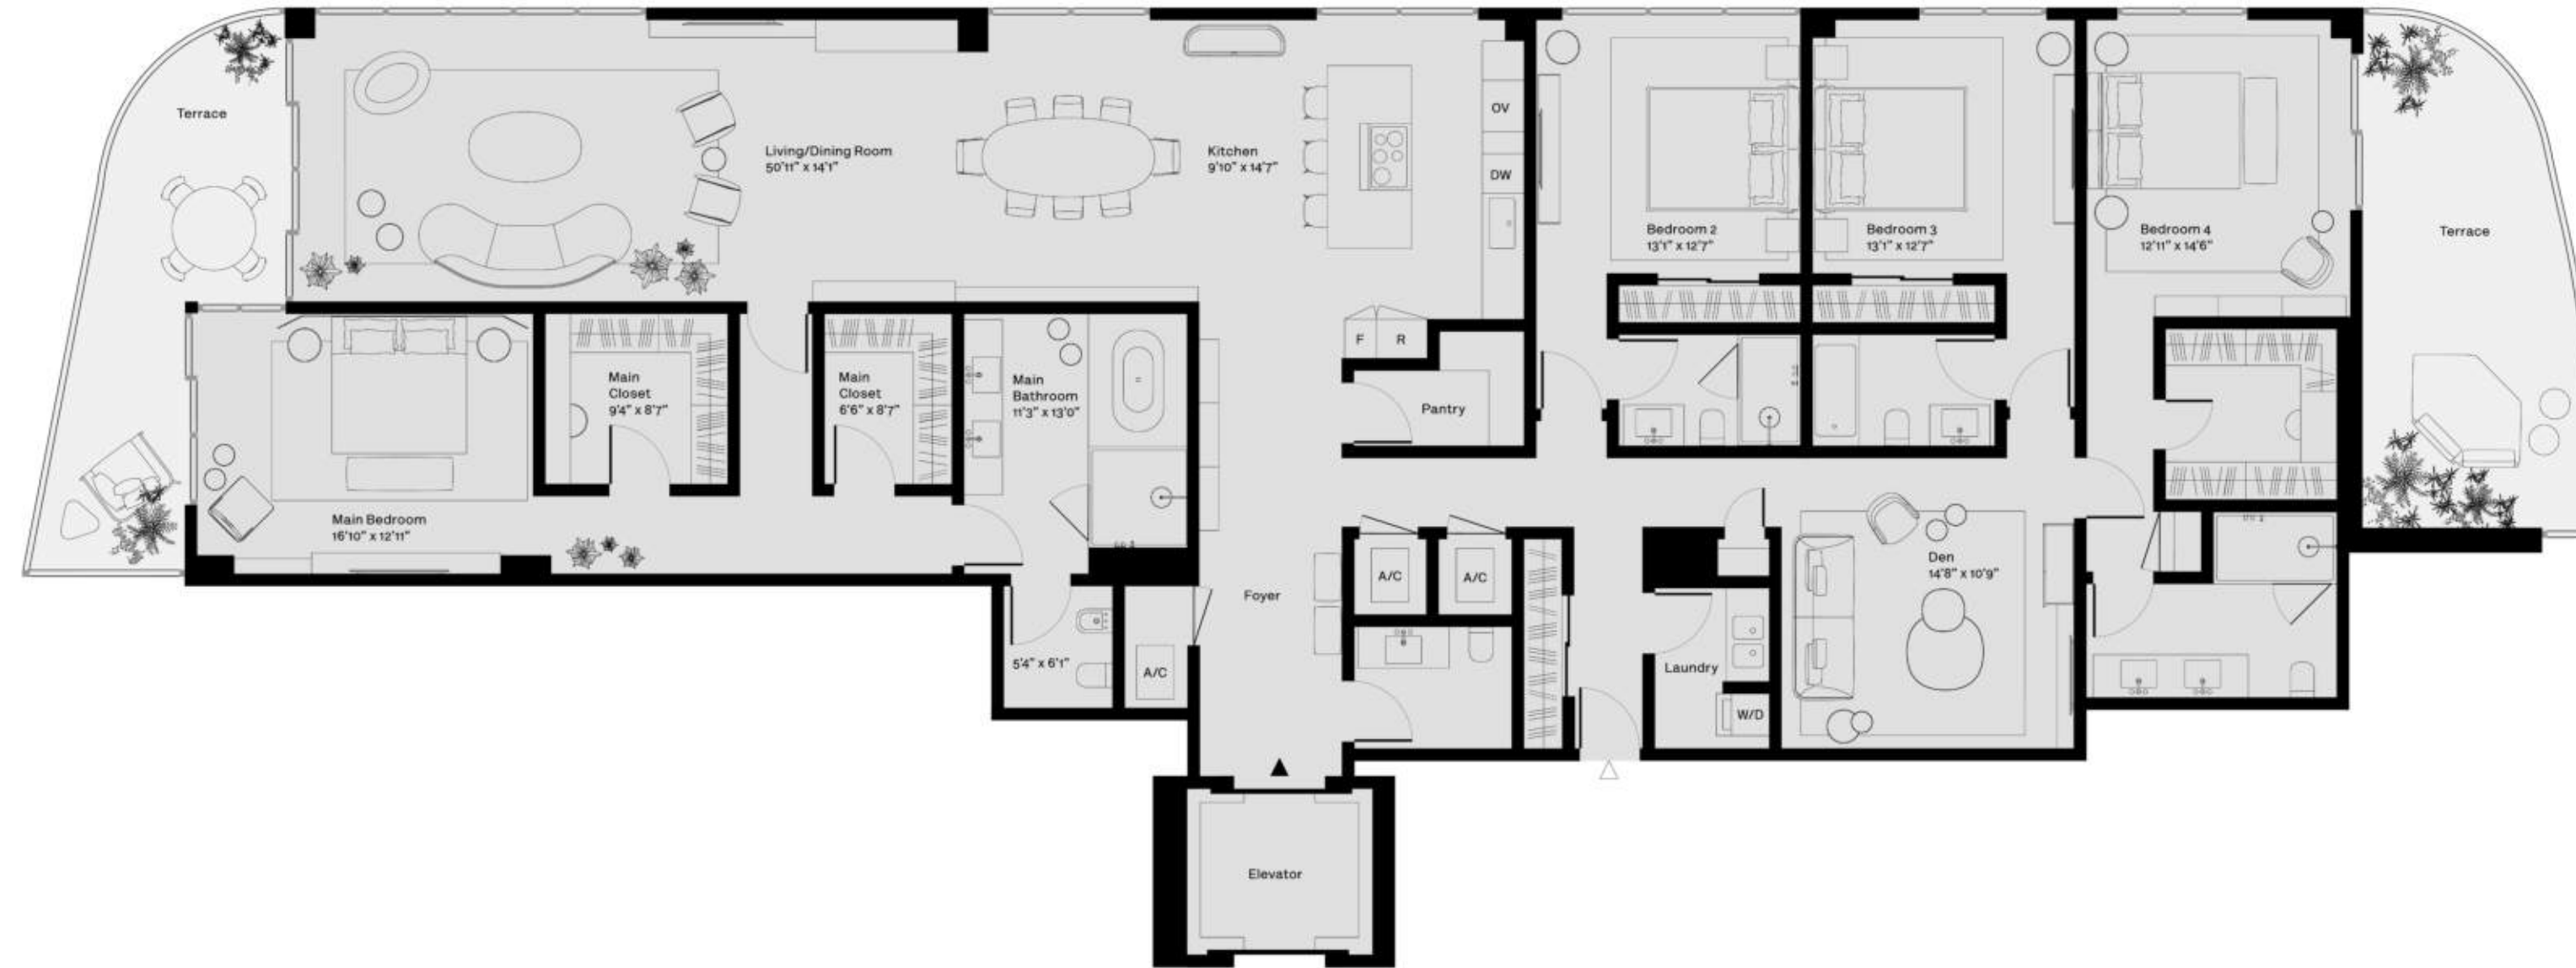 Terrace
Living/Dining Room
50'11" x 14'1"
Kitchen
9'10" x 14'7"
OV
DW
F
R
Bedroom 2
13'1" x 12'7"
Bedroom 3
13'1" x 12'7"
Bedroom 4
12'11" x 14'6"
Terrace
Main
Closet
9'4" x 8'7"
Main
Closet
6'6" x 8'7"
Main
Bathroom
11'3" x 13'0"
Pantry
Main Bedroom
16'10" x 12'11"
5'4" x 6'1"
A/C
Foyer
A/C
A/C
Laundry
W/D
Den
14'8" x 10'9"
Elevator